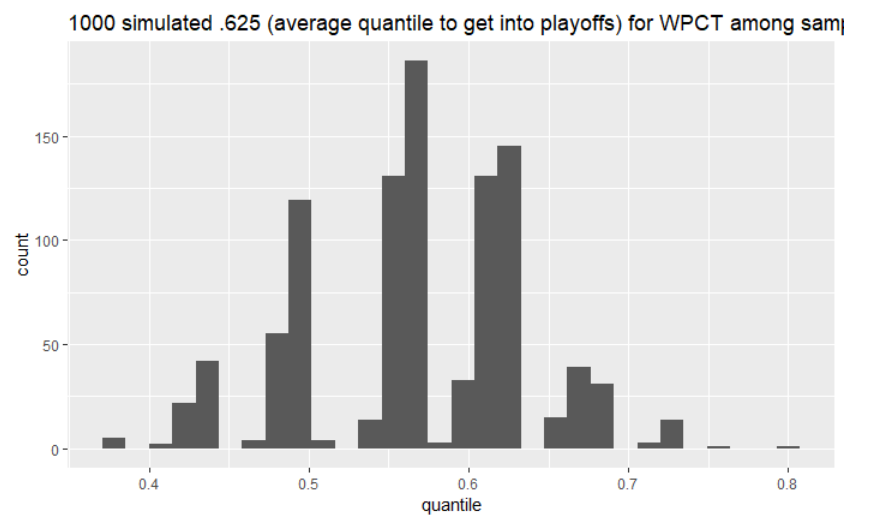 1000 simulated .625 (average quantile to get into playoffs) for WPCT among
150
100
50
0
count
0.4 0.5 0.6 0.7 0.8
quantile